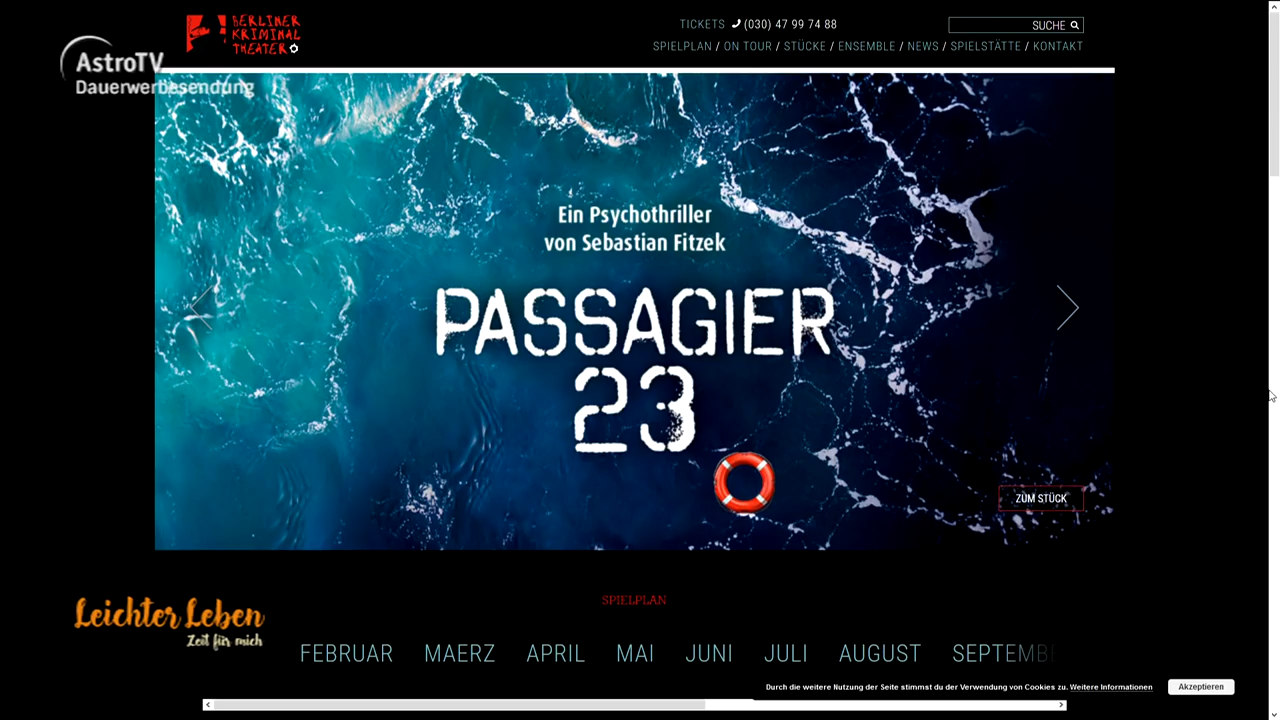 BERLINER
KRIMINAL
THEATER
TICKETS (030) 47 99 74 88
SUCHE
SPIELPLAN / ON TOUR / STÜCKE / ENSEMBLE / NEWS / SPIELSTÄTTE / KONTAKT
AstroTV
Dauerwerbesendung
Ein Psychothriller
von Sebastian Fitzek
PASSAGIER
23
ZUM STÜCK
SPIELPLAN
Leichter Leben
Zeit für mich
FEBRUAR MAERZ APRIL MAI JUNI JULI AUGUST SEPTEMBE
Durch die weitere Nutzung der Seite stimmst du der Verwendung von Cookies zu. Weitere Informationen
Akzeptieren